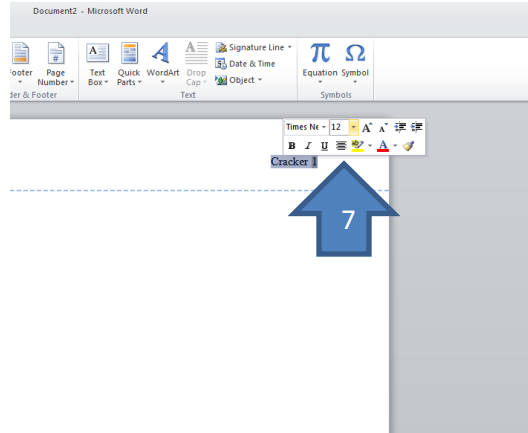 Document2 - Microsoft Word
Footer
Page Number
Text Box
Quick Parts
WordArt
Drop Cap
Signature Line
Date & Time
Object
Equation
Symbol
der & Footer
Text
Symbols
Times Ne
12
A
A
B I U
A
Cracker 1
7